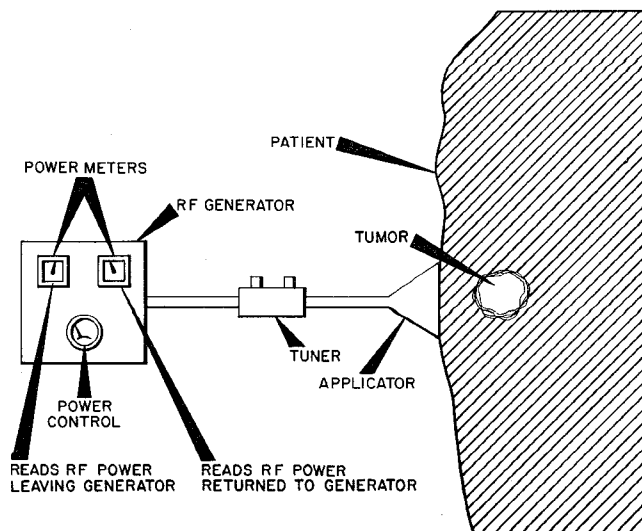 PATIENT
POWER METERS
RF GENERATOR
TUMOR
TUNER
APPLICATOR
POWER
CONTROL
READS RF POWER
LEAVING GENERATOR
READS RF POWER
RETURNED TO GENERATOR